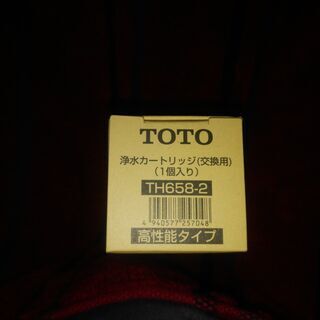 TOTO
浄水カートリッジ(交換用)
(1個入り)
TH658-2
4 940577 257048
高性能タイプ